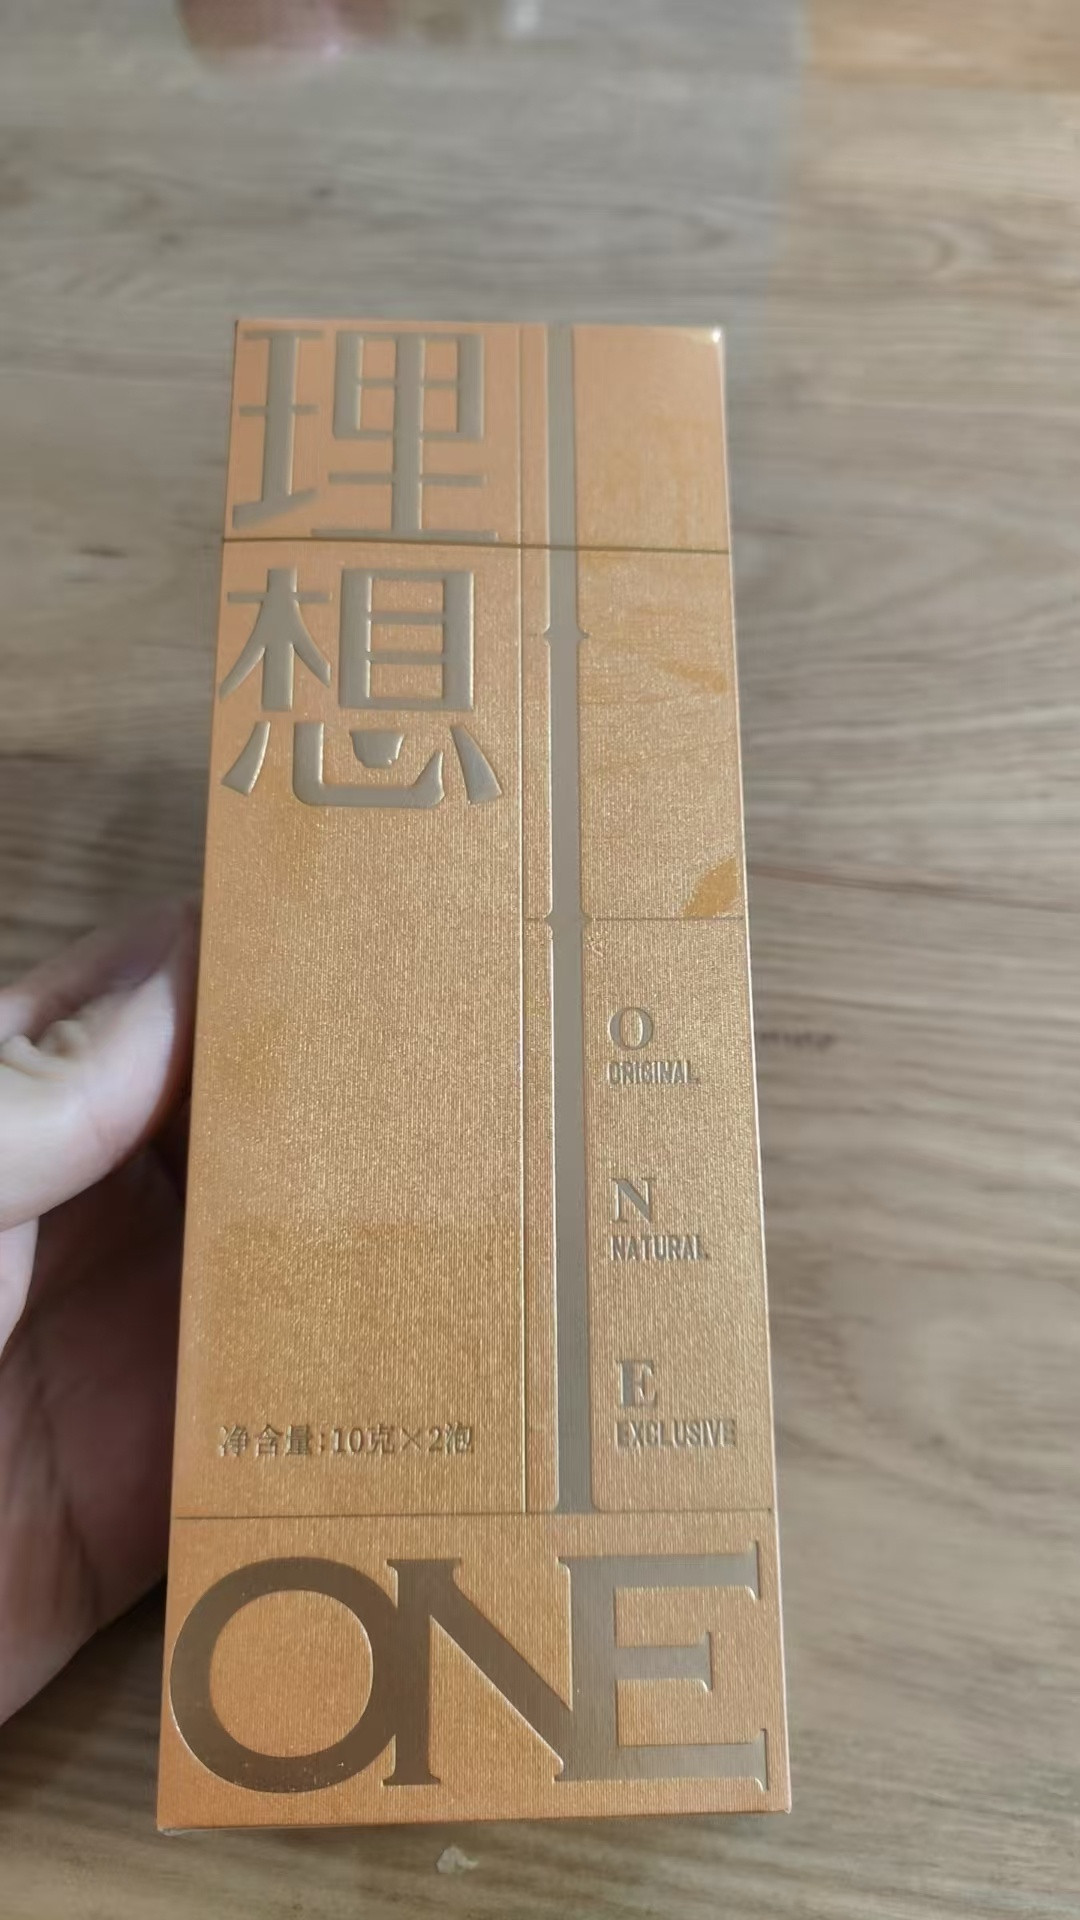 理
想
O
ORIGINAL
N
NATURAL
E
EXCLUSIVE
净含量:10克×2泡
ONE